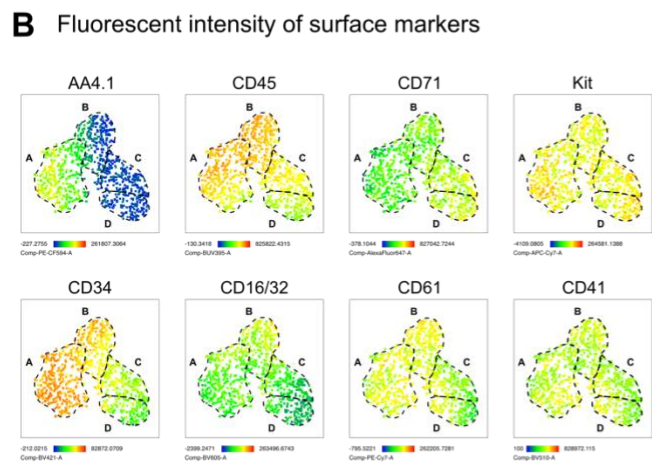 B Fluorescent intensity of surface markers
AA4.1 CD45 CD71 Kit
B B B B
A C A C A C A C
D D D D
-227.2755 261807.3064 -130.3418 825822.4315 -378.1044 827042.7244 -4109.0805 264581.1388
Comp-PE-CF594-A Comp-BUV395-A Comp-AlexaFluor647-A Comp-APC-Cy7-A
CD34 CD16/32 CD61 CD41
B B B B
A C A C A C A C
D D D D
-212.0215 82872.0709 -2399.2471 263496.6743 -795.5221 262205.7281 100 828972.115
Comp-BV421-A Comp-BV605-A Comp-PE-Cy7-A Comp-BV510-A